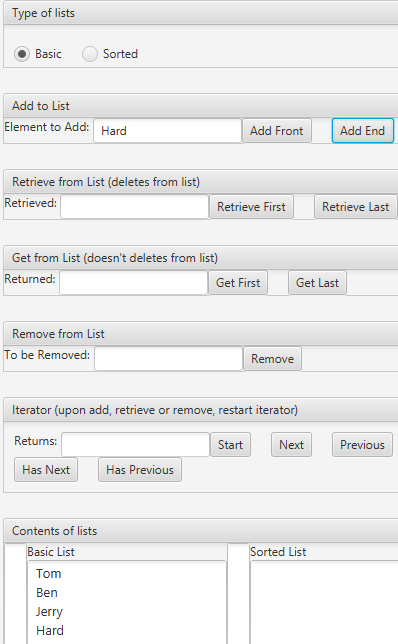 Type of lists
Basic Sorted
Add to List
Element to Add: Hard Add Front Add End
Retrieve from List (deletes from list)
Retrieved: Retrieve First Retrieve Last
Get from List (doesn't deletes from list)
Returned: Get First Get Last
Remove from List
To be Removed: Remove
Iterator (upon add, retrieve or remove, restart iterator)
Returns: Start Next Previous
Has Next Has Previous
Contents of lists
Basic List Sorted List
Tom
Ben
Jerry
Hard